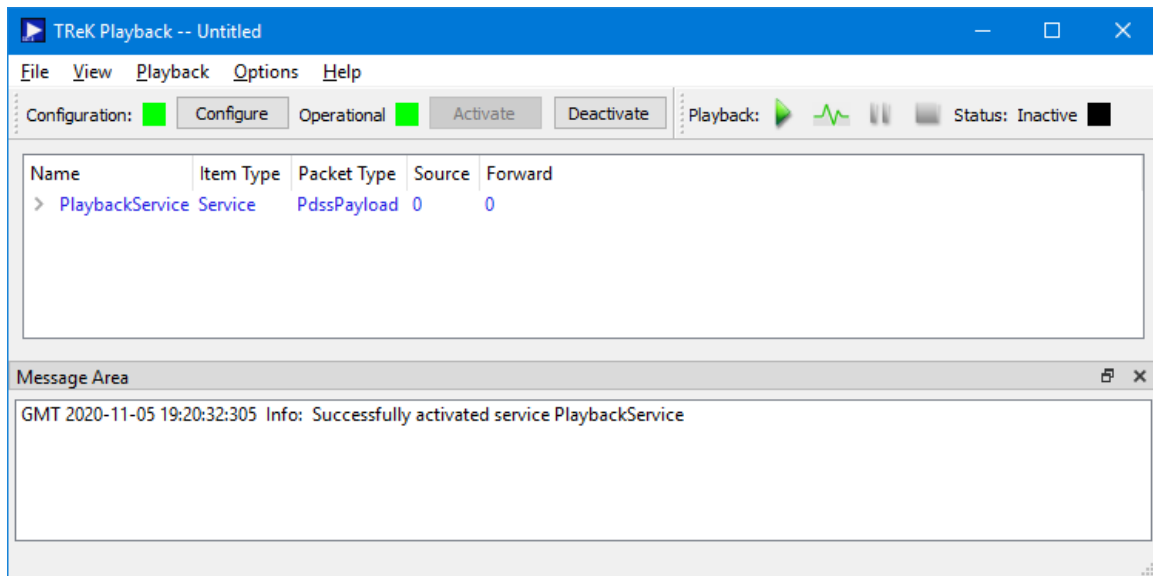 TReK Playback -- Untitled
File View Playback Options Help
Configuration: Configure Operational Activate Deactivate Playback: Status: Inactive
Name Item Type Packet Type Source Forward
PlaybackService Service PdssPayload 0 0
Message Area
GMT 2020-11-05 19:20:32:305 Info: Successfully activated service PlaybackService